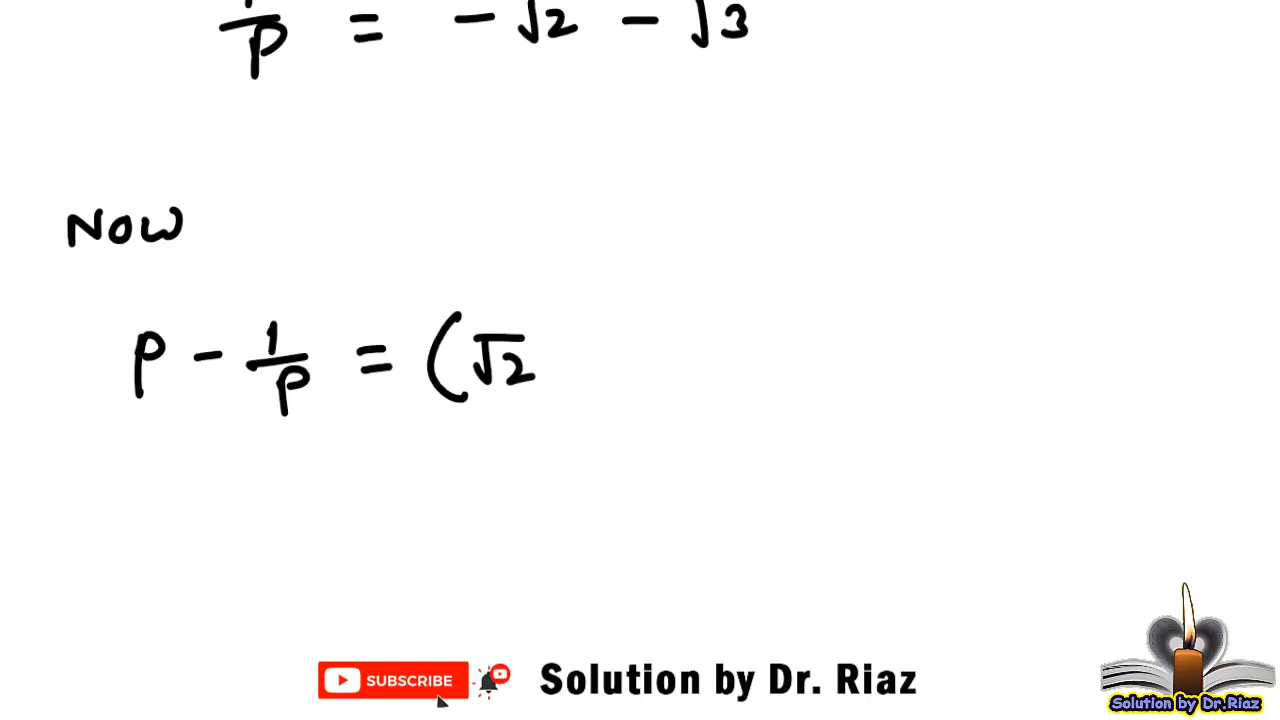 1/p = - √2 - √3
NOW
p - 1/p = (√2
SUBSCRIBE
Solution by Dr. Riaz
Solution by Dr.Riaz